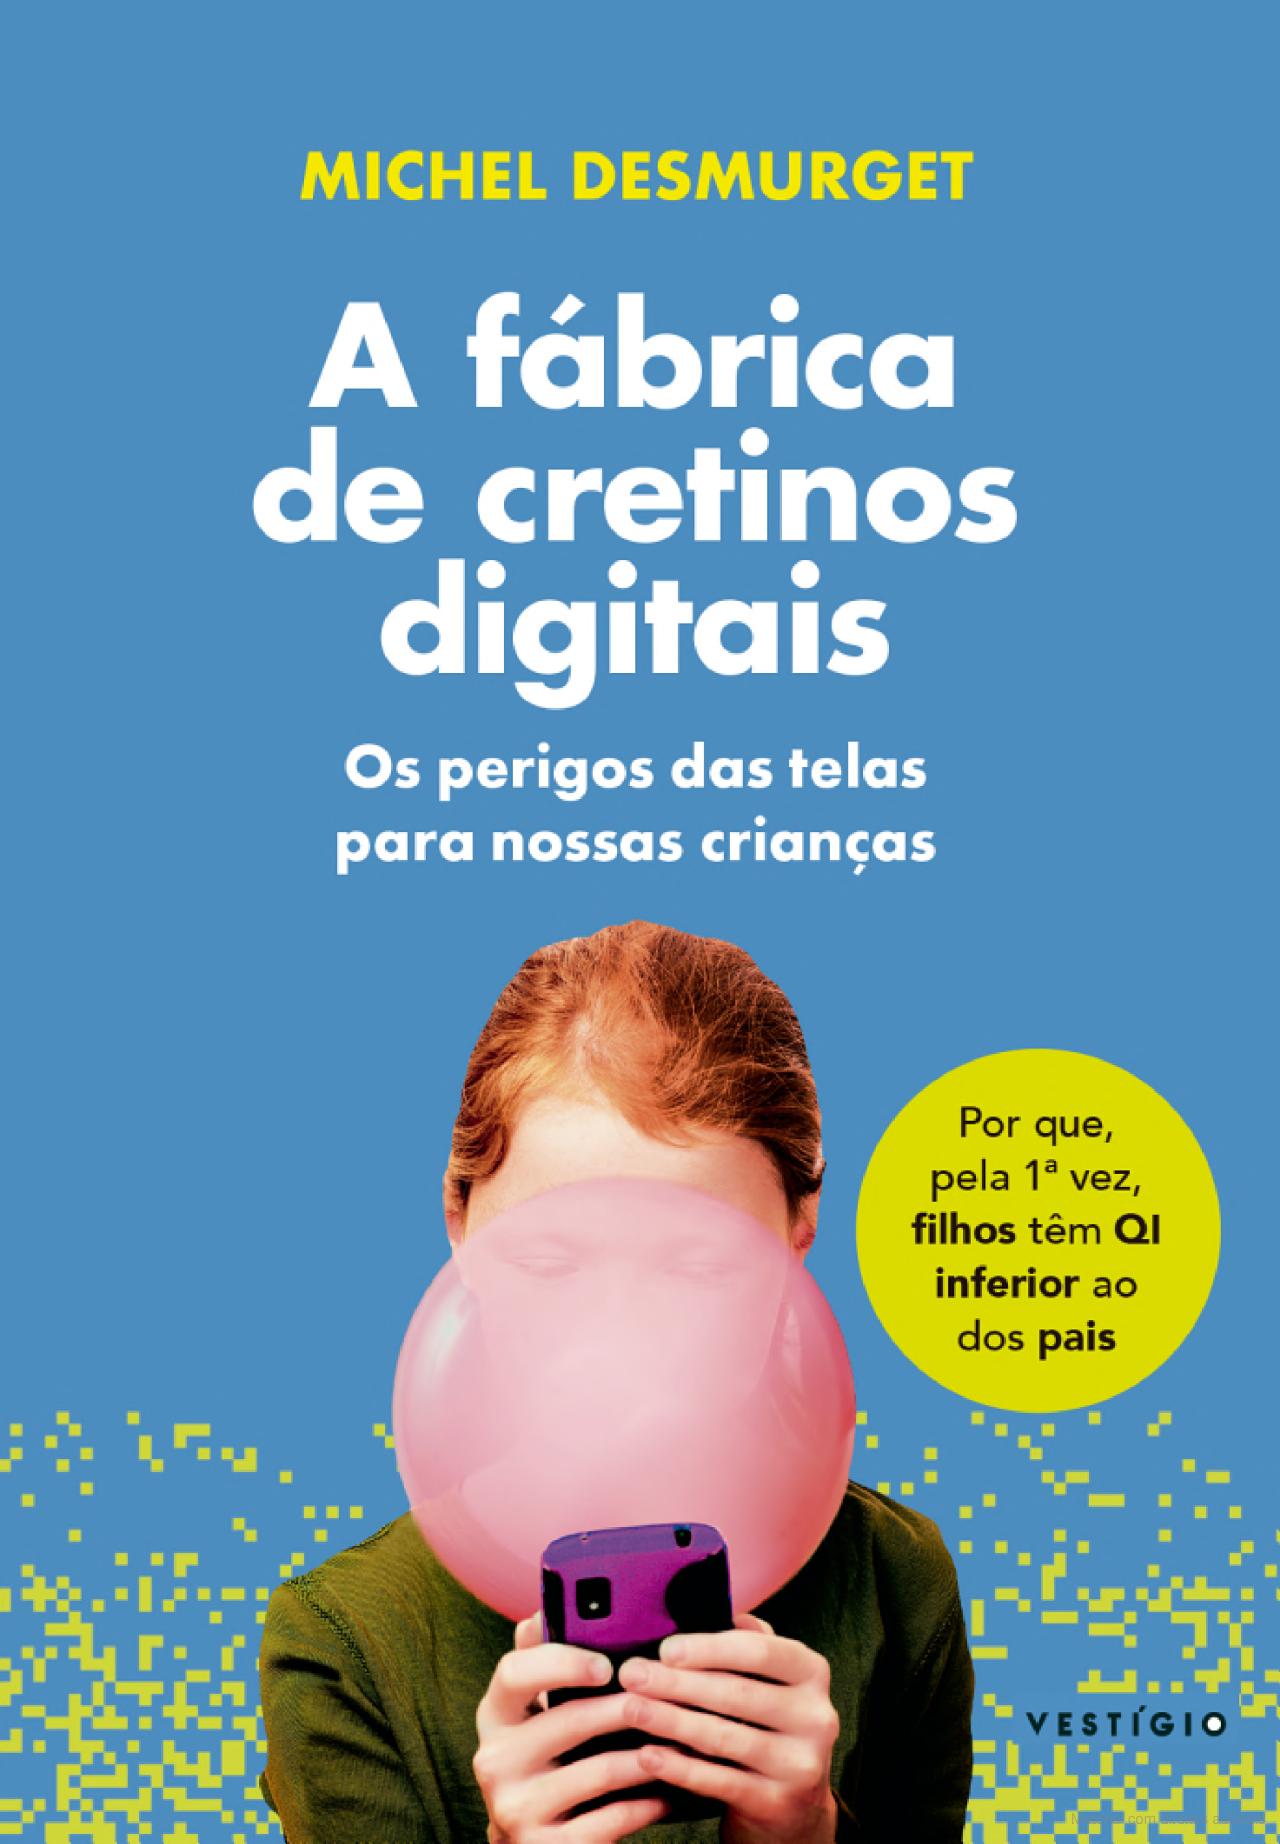 MICHEL DESMURGET
A fábrica
de cretinos
digitais
Os perigos das telas
para nossas crianças
Por que,
pela 1ª vez,
filhos têm QI
inferior ao
dos pais
VESTÍGIO